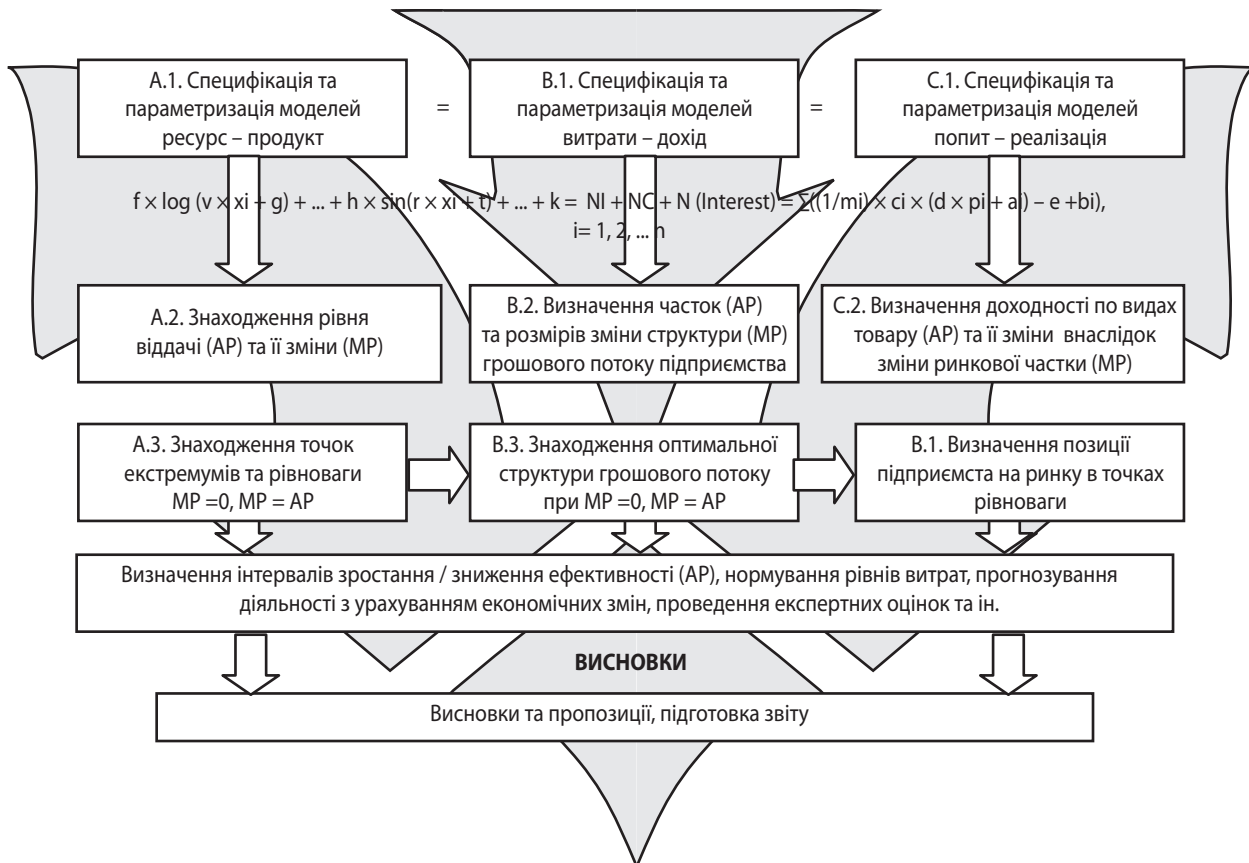 А.1. Специфікація та
параметризація моделей
ресурс – продукт
=
В.1. Специфікація та
параметризація моделей
витрати – дохід
=
С.1. Специфікація та
параметризація моделей
попит – реалізація
f × log (v × xi + g) + ... + h × sin(r × xi + t) + ... + k = NI + NC + N (Interest) = ∑((1/mi) × ci × (d × pi + ai) – e +bi),
i= 1, 2, ... n
А.2. Знаходження рівня
віддачі (АР) та її зміни (МР)
В.2. Визначення часток (АР)
та розмірів зміни структури (МР)
грошового потоку підприємства
С.2. Визначення доходності по видах
товару (АР) та її зміни внаслідок
зміни ринкової частки (МР)
А.3. Знаходження точок
екстремумів та рівноваги
МР =0, МР = АР
В.3. Знаходження оптимальної
структури грошового потоку
при МР =0, МР = АР
В.1. Визначення позиції
підприємста на ринку в точках
рівноваги
Визначення інтервалів зростання / зниження ефективності (АР), нормування рівнів витрат, прогнозування
діяльності з урахуванням економічних змін, проведення експертних оцінок та ін.
ВИСНОВКИ
Висновки та пропозиції, підготовка звіту